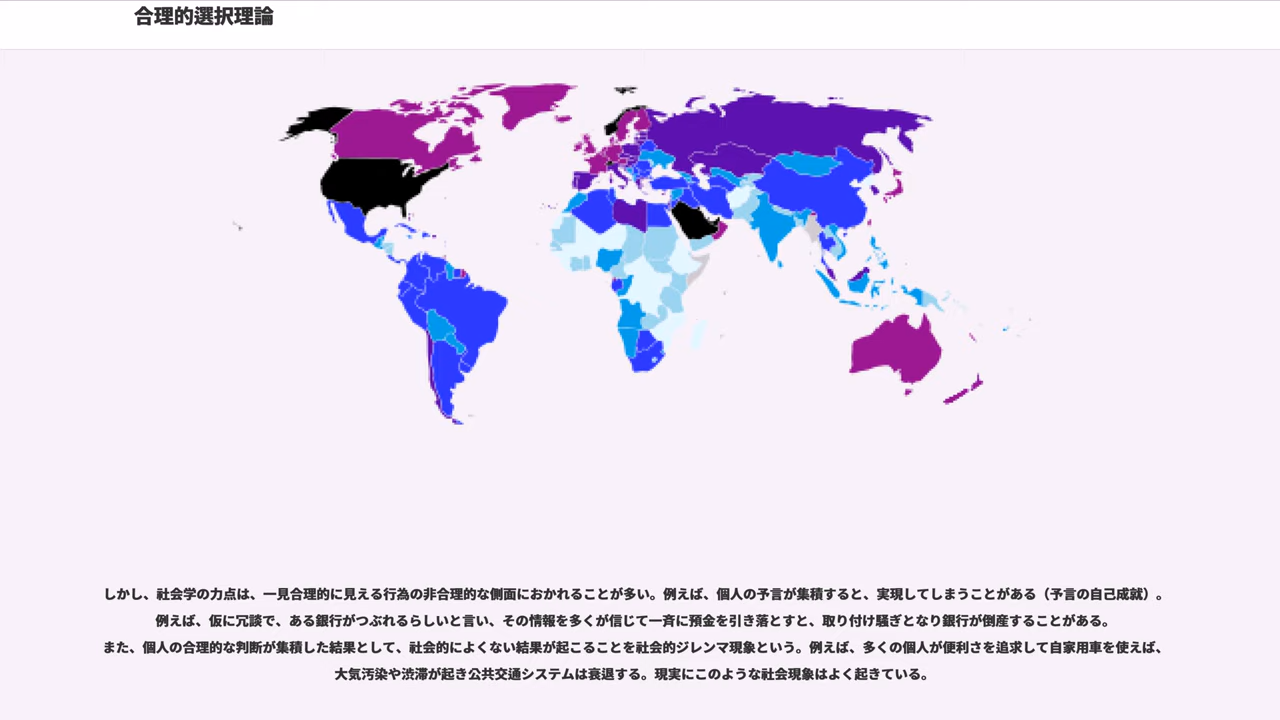 合理的選択理論
しかし、社会学の力点は、一見合理的に見える行為の非合理的な側面におかれることが多い。例えば、個人の予言が集積すると、実現してしまうことがある（予言の自己成就）。
例えば、仮に冗談で、ある銀行がつぶれるらしいと言い、その情報を多くが信じて一斉に預金を引き落とすと、取り付け騒ぎとなり銀行が倒産することがある。
また、個人の合理的な判断が集積した結果として、社会的によくない結果が起こることを社会的ジレンマ現象という。例えば、多くの個人が便利さを追求して自家用車を使えば、
大気汚染や渋滞が起き公共交通システムは衰退する。現実にこのような社会現象はよく起きている。